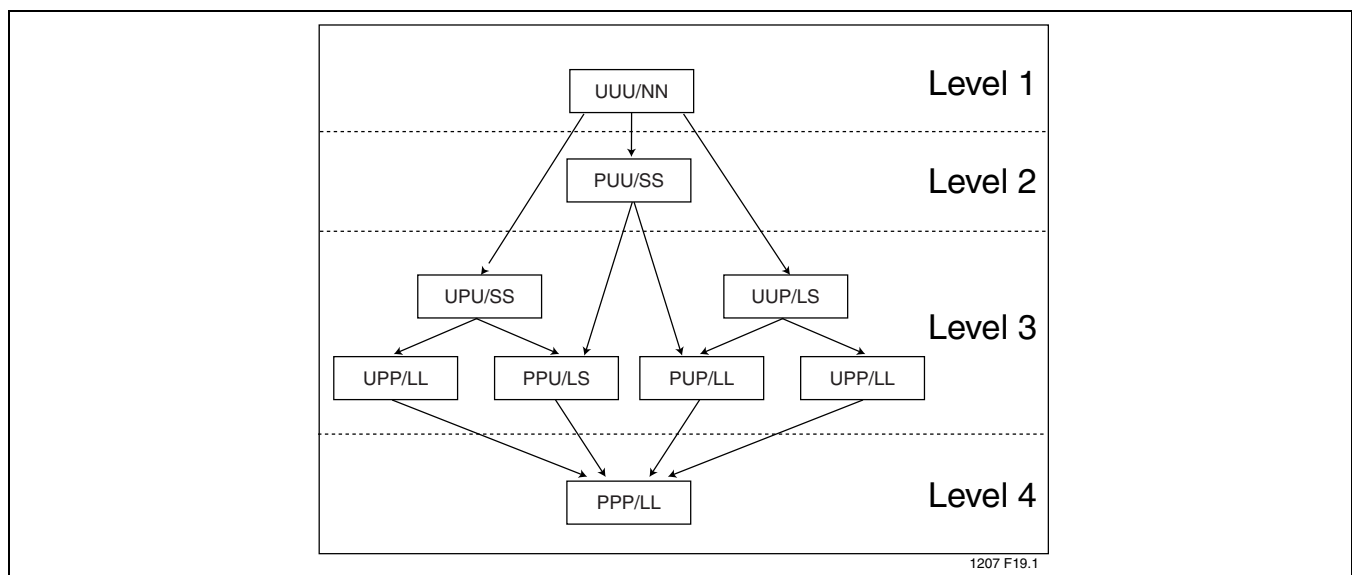 UUU/NN
Level 1
PUU/SS
Level 2
UPU/SS
UUP/LS
Level 3
UPP/LL
PPU/LS
PUP/LL
UPP/LL
PPP/LL
Level 4
1207 F19.1